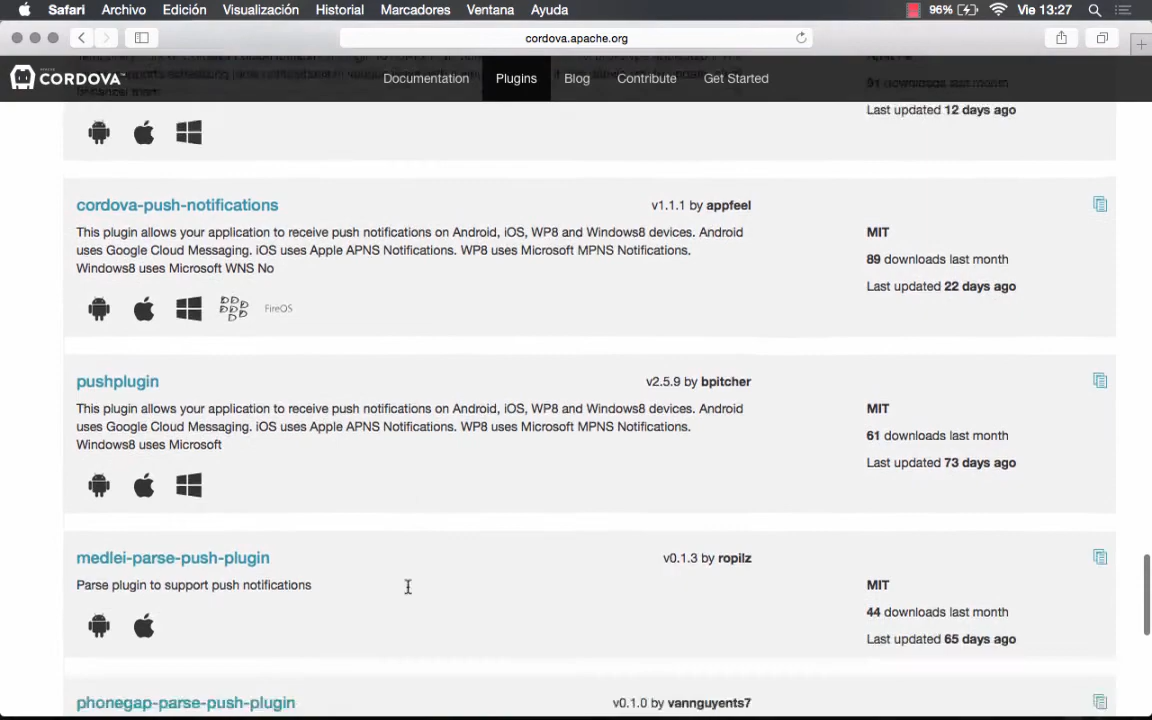 Safari Archivo Edición Visualización Historial Marcadores Ventana Ayuda 96% Vie 13:27
cordova.apache.org
CORDOVA™ Documentation Plugins Blog Contribute Get Started
91 downloads last month
Last updated 12 days ago
cordova-push-notifications v1.1.1 by appfeel
This plugin allows your application to receive push notifications on Android, iOS, WP8 and Windows8 devices. Android
uses Google Cloud Messaging. iOS uses Apple APNS Notifications. WP8 uses Microsoft MPNS Notifications.
Windows8 uses Microsoft WNS No
MIT
89 downloads last month
Last updated 22 days ago
FireOS
pushplugin v2.5.9 by bpitcher
This plugin allows your application to receive push notifications on Android, iOS, WP8 and Windows8 devices. Android
uses Google Cloud Messaging. iOS uses Apple APNS Notifications. WP8 uses Microsoft MPNS Notifications.
Windows8 uses Microsoft
MIT
61 downloads last month
Last updated 73 days ago
medlei-parse-push-plugin v0.1.3 by ropilz
Parse plugin to support push notifications
MIT
44 downloads last month
Last updated 65 days ago
phonegap-parse-push-plugin v0.1.0 by vannguyents7